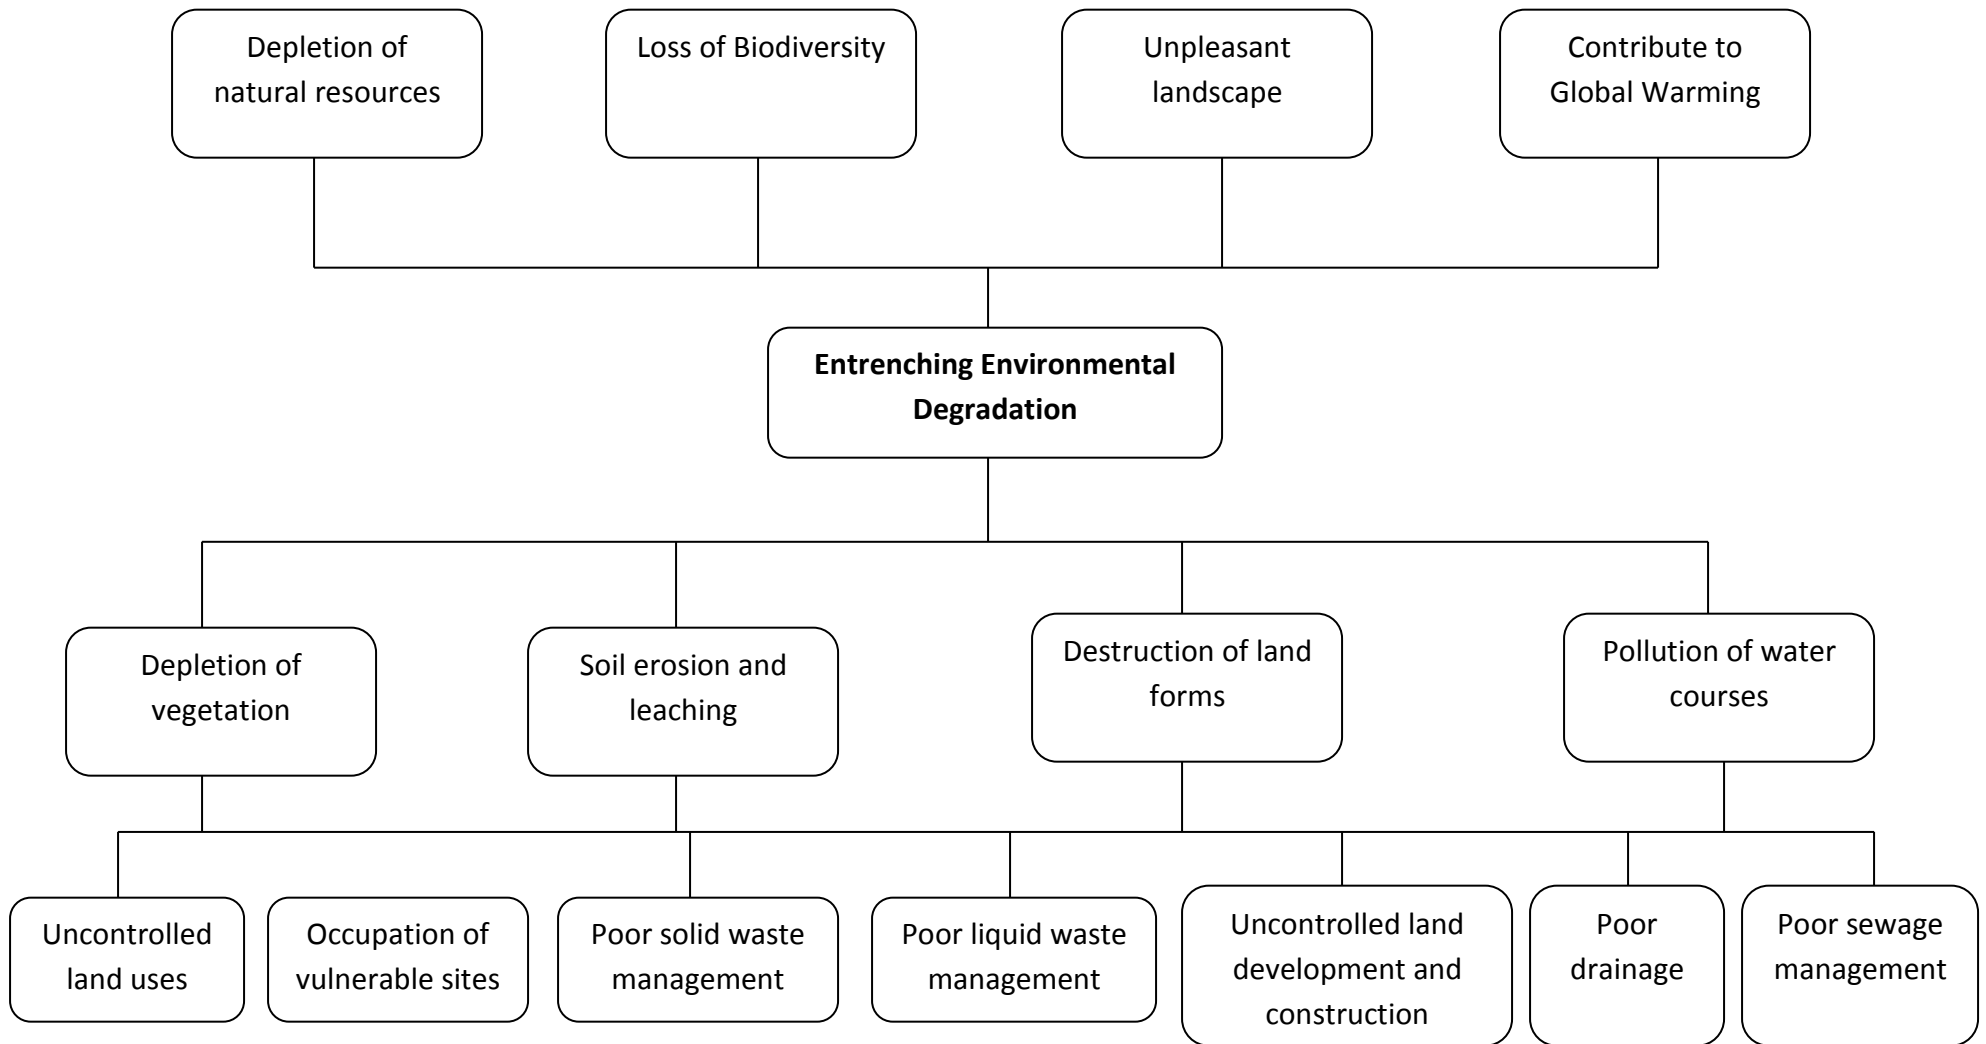 Depletion of
natural resources
Loss of Biodiversity
Unpleasant
landscape
Contribute to
Global Warming
Entrenching Environmental
Degradation
Depletion of
vegetation
Soil erosion and
leaching
Destruction of land
forms
Pollution of water
courses
Uncontrolled
land uses
Occupation of
vulnerable sites
Poor solid waste
management
Poor liquid waste
management
Uncontrolled land
development and
construction
Poor
drainage
Poor sewage
management